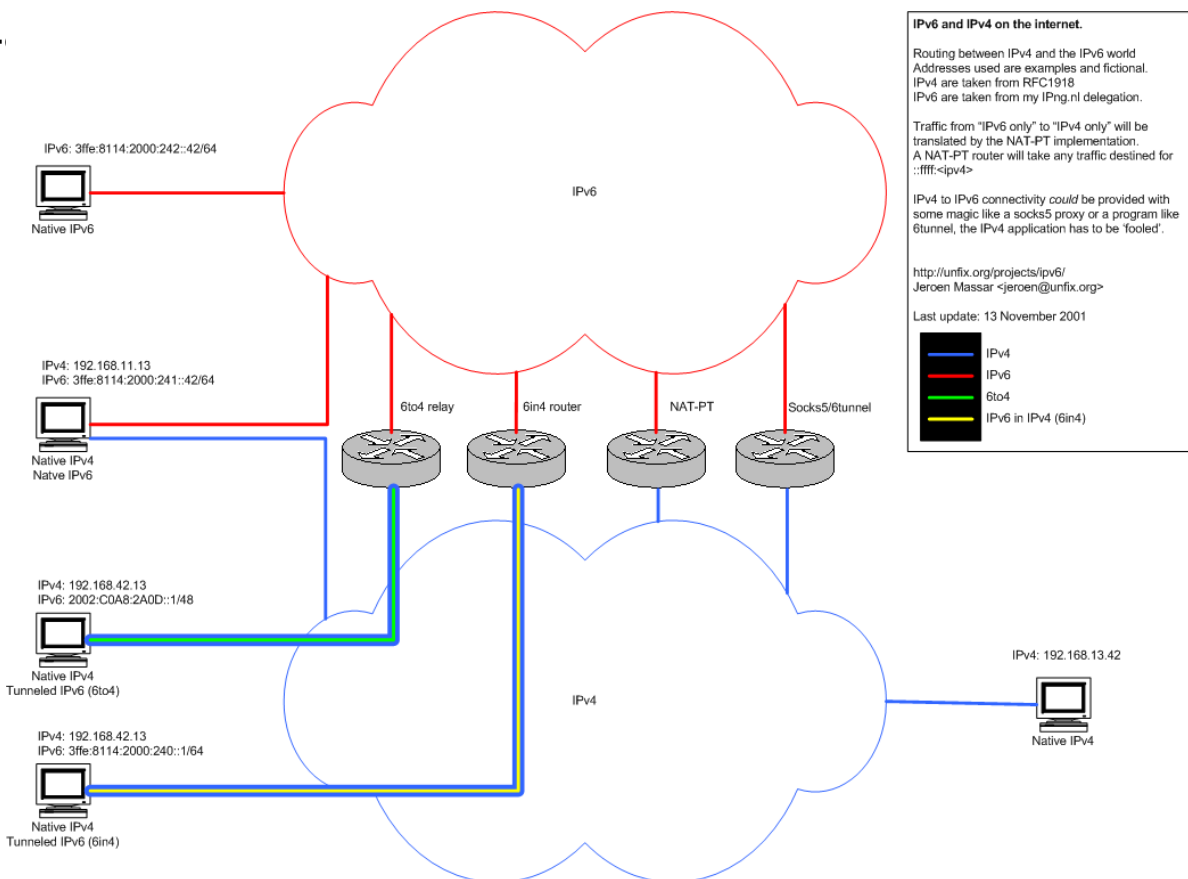 IPv6 and IPv4 on the internet.
Routing between IPv4 and the IPv6 world
Addresses used are examples and fictional.
IPv4 are taken from RFC1918
IPv6 are taken from my IPng.nl delegation.
Traffic from “IPv6 only” to “IPv4 only” will be
translated by the NAT-PT implementation.
A NAT-PT router will take any traffic destined for
::ffff:<ipv4>
IPv4 to IPv6 connectivity could be provided with
some magic like a socks5 proxy or a program like
6tunnel, the IPv4 application has to be ‘fooled’.
http://unfix.org/projects/ipv6/
Jeroen Massar <jeroen@unfix.org>
Last update: 13 November 2001
IPv4
IPv6
6to4
IPv6 in IPv4 (6in4)
IPv6: 3ffe:8114:2000:242::42/64
Native IPv6
IPv6
IPv4: 192.168.11.13
IPv6: 3ffe:8114:2000:241::42/64
Native IPv4
Natve IPv6
6to4 relay
6in4 router
NAT-PT
Socks5/6tunnel
IPv4: 192.168.42.13
IPv6: 2002:C0A8:2A0D::1/48
Native IPv4
Tunneled IPv6 (6to4)
IPv4
IPv4: 192.168.13.42
Native IPv4
IPv4: 192.168.42.13
IPv6: 3ffe:8114:2000:240::1/64
Native IPv4
Tunneled IPv6 (6in4)